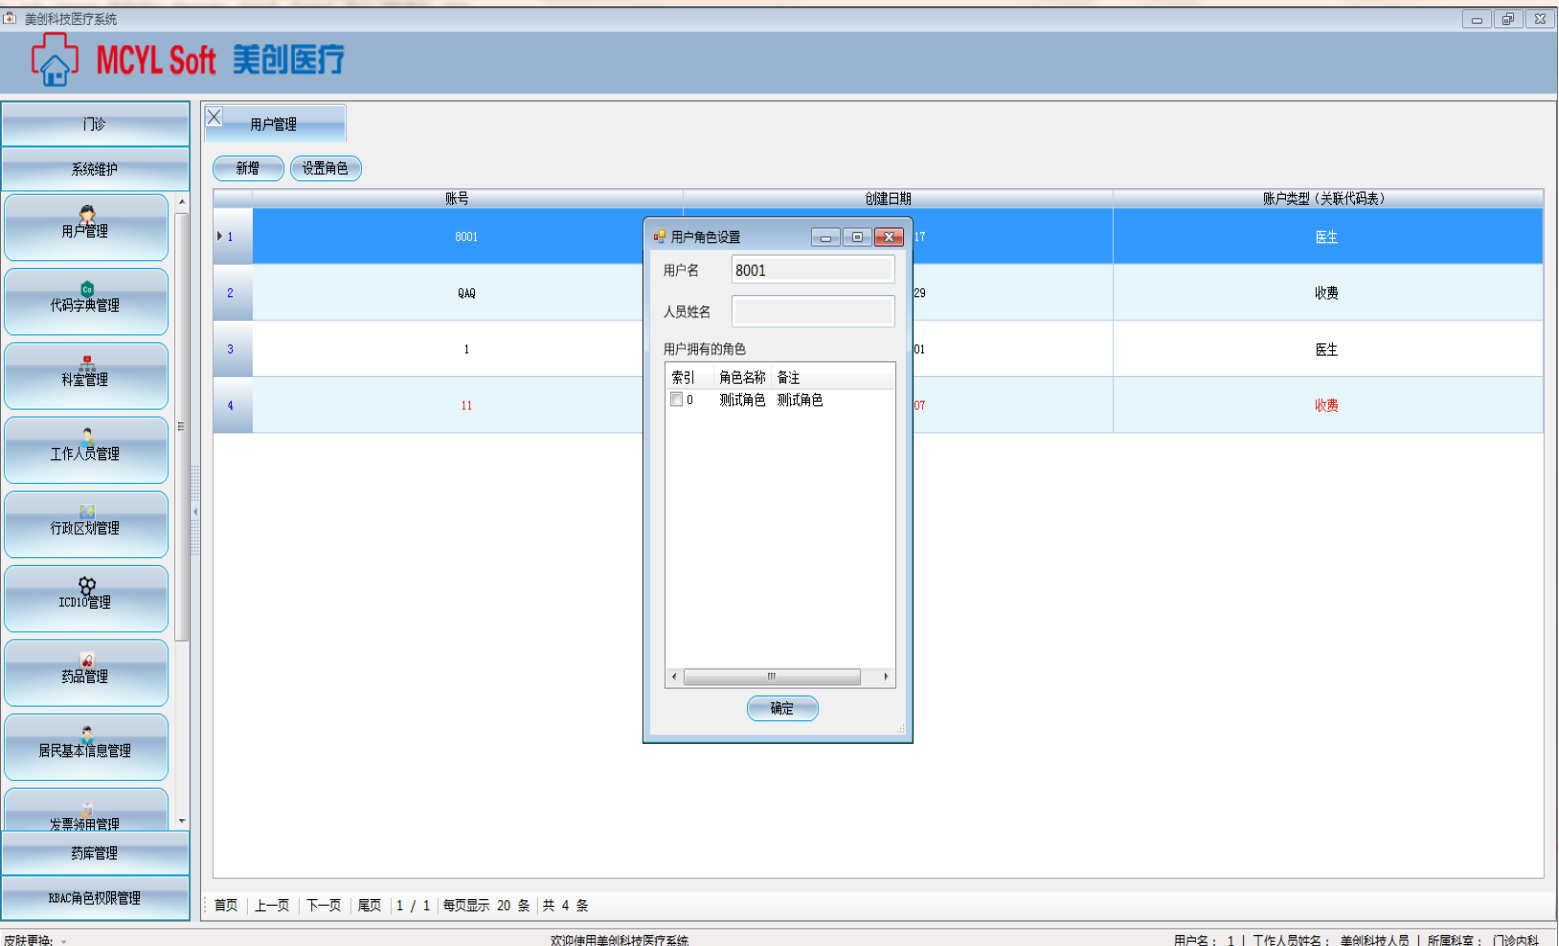 美创科技医疗系统
MCYL Soft 美创医疗
门诊
系统维护
用户管理
代码字典管理
科室管理
工作人员管理
行政区划管理
ICD10管理
药品管理
居民基本信息管理
发票领用管理
药库管理
RBAC角色权限管理
用户管理
新增 设置角色
账号 创建日期 账户类型(关联代码表)
1 8001 17 医生
2 QAQ 29 收费
3 1 01 医生
4 11 07 收费
用户角色设置
用户名 8001
人员姓名
用户拥有的角色
索引 角色名称 备注
0 测试角色 测试角色
确定
首页 上一页 下一页 尾页 1 / 1 每页显示 20 条 共 4 条
皮肤更换: 欢迎使用美创科技医疗系统 用户名: 1 | 工作人员姓名: 美创科技人员 | 所属科室: 门诊内科